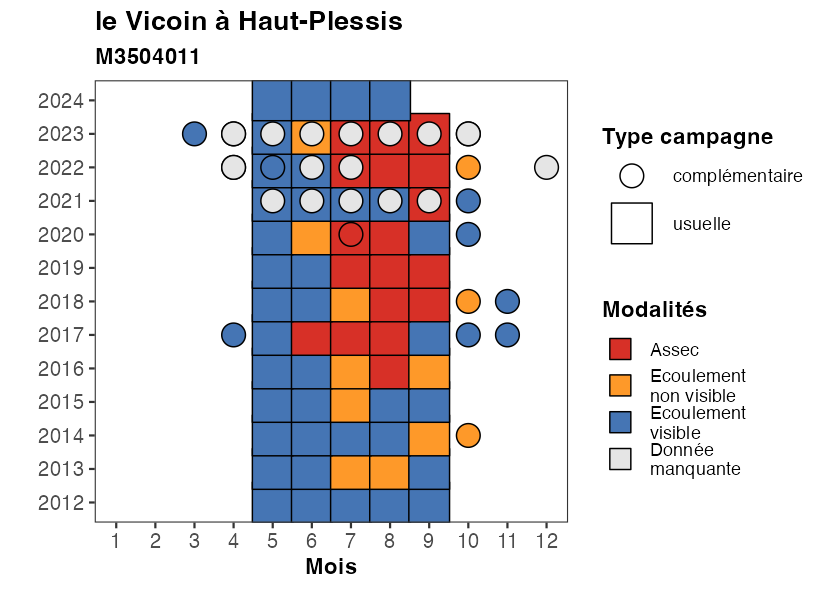 le Vicoin à Haut-Plessis
M3504011
2024
2023
2022
2021
2020
2019
2018
2017
2016
2015
2014
2013
2012
1 2 3 4 5 6 7 8 9 10 11 12
Mois
Type campagne
complémentaire
usuelle
Modalités
Assec
Ecoulement
non visible
Ecoulement
visible
Donnée
manquante